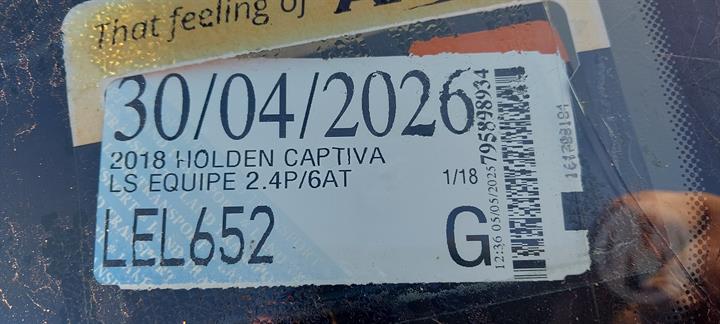 That feeling of
30/04/2026
2018 HOLDEN CAPTIVA
LS EQUIPE 2.4P/6AT 1/18
LEL652 G
12:36 05/05/2025
795898934